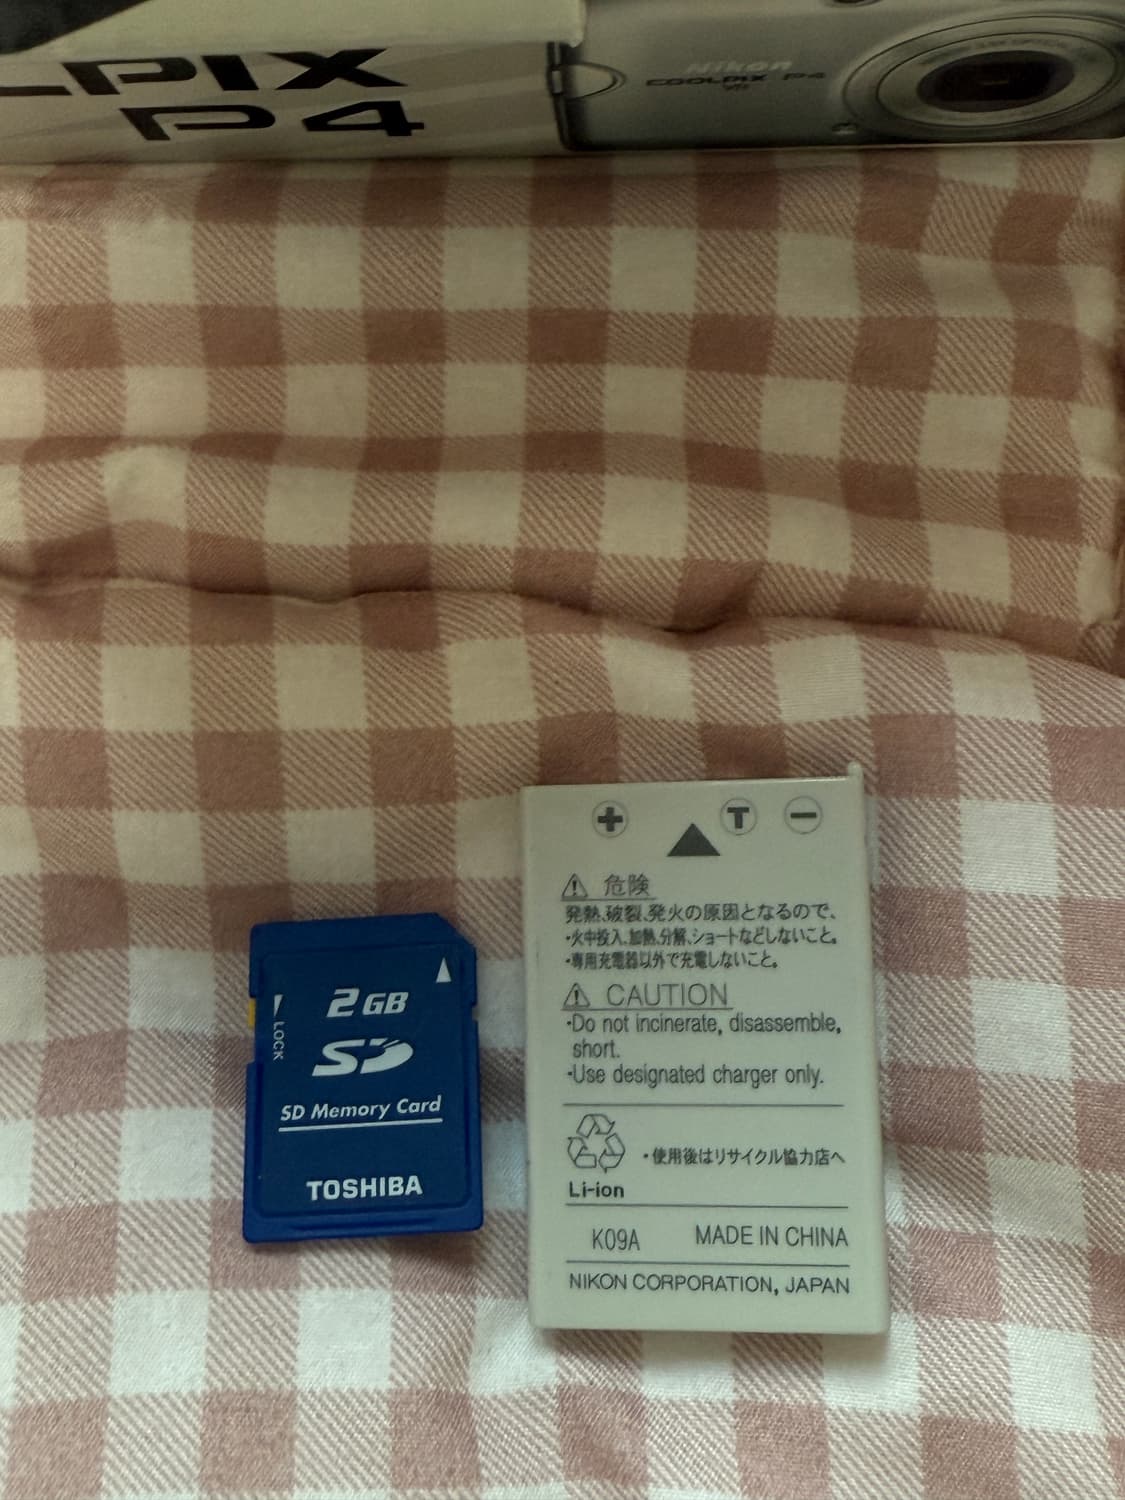 LPIX
P4
Nikon
COOLPIX P4
VR
+ T −
⚠ 危険
発熱、破裂、発火の原因となるので、
・火中投入、加熱、分解、ショートなどしないこと。
・専用充電器以外で充電しないこと。
⚠ CAUTION
・Do not incinerate, disassemble,
short.
・Use designated charger only.
・使用後はリサイクル協力店へ
Li-ion
K09A MADE IN CHINA
NIKON CORPORATION, JAPAN
2GB
LOCK
SD
SD Memory Card
TOSHIBA